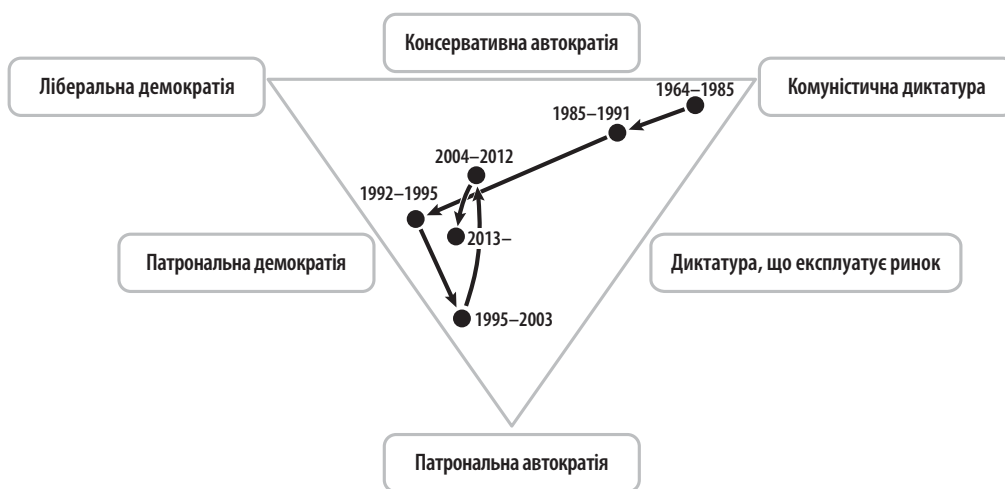 Консервативна автократія
Ліберальна демократія
Комуністична диктатура
1964–1985
1985–1991
2004–2012
1992–1995
2013–
Патрональна демократія
Диктатура, що експлуатує ринок
1995–2003
Патрональна автократія